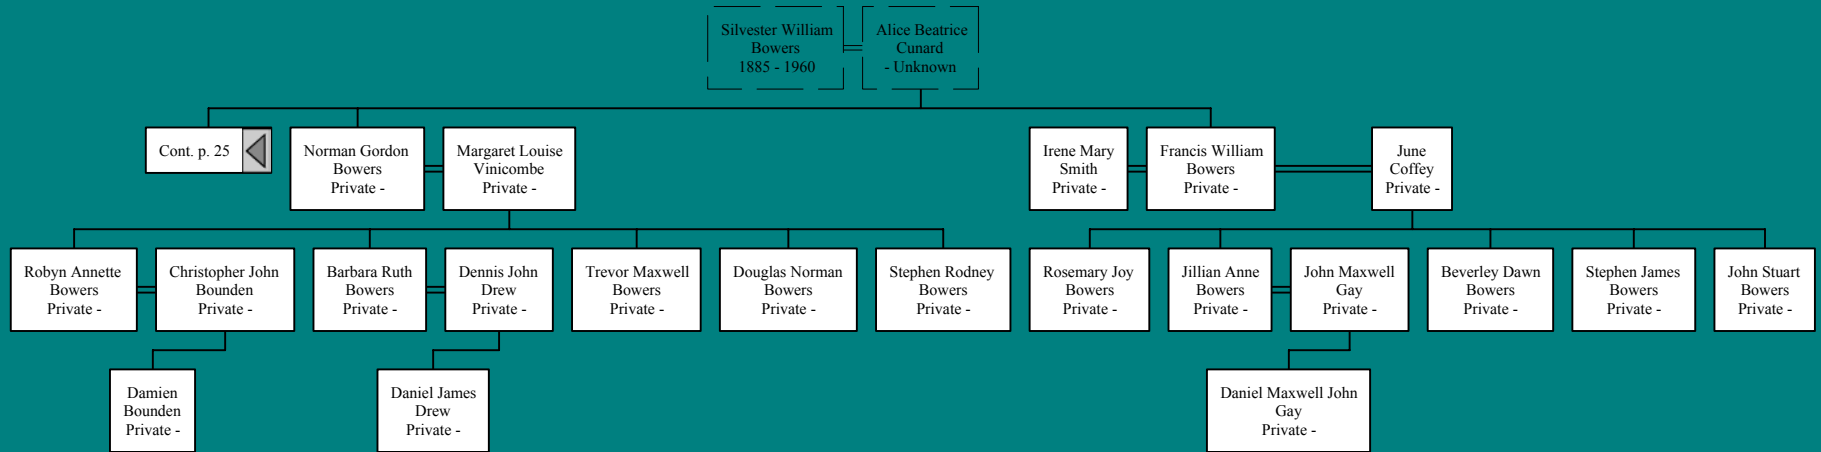 Silvester William
Bowers
1885 - 1960
Alice Beatrice
Cunard
- Unknown
Cont. p. 25
Norman Gordon
Bowers
Private -
Margaret Louise
Vinicombe
Private -
Irene Mary
Smith
Private -
Francis William
Bowers
Private -
June
Coffey
Private -
Robyn Annette
Bowers
Private -
Christopher John
Bounden
Private -
Barbara Ruth
Bowers
Private -
Dennis John
Drew
Private -
Trevor Maxwell
Bowers
Private -
Douglas Norman
Bowers
Private -
Stephen Rodney
Bowers
Private -
Rosemary Joy
Bowers
Private -
Jillian Anne
Bowers
Private -
John Maxwell
Gay
Private -
Beverley Dawn
Bowers
Private -
Stephen James
Bowers
Private -
John Stuart
Bowers
Private -
Damien
Bounden
Private -
Daniel James
Drew
Private -
Daniel Maxwell John
Gay
Private -